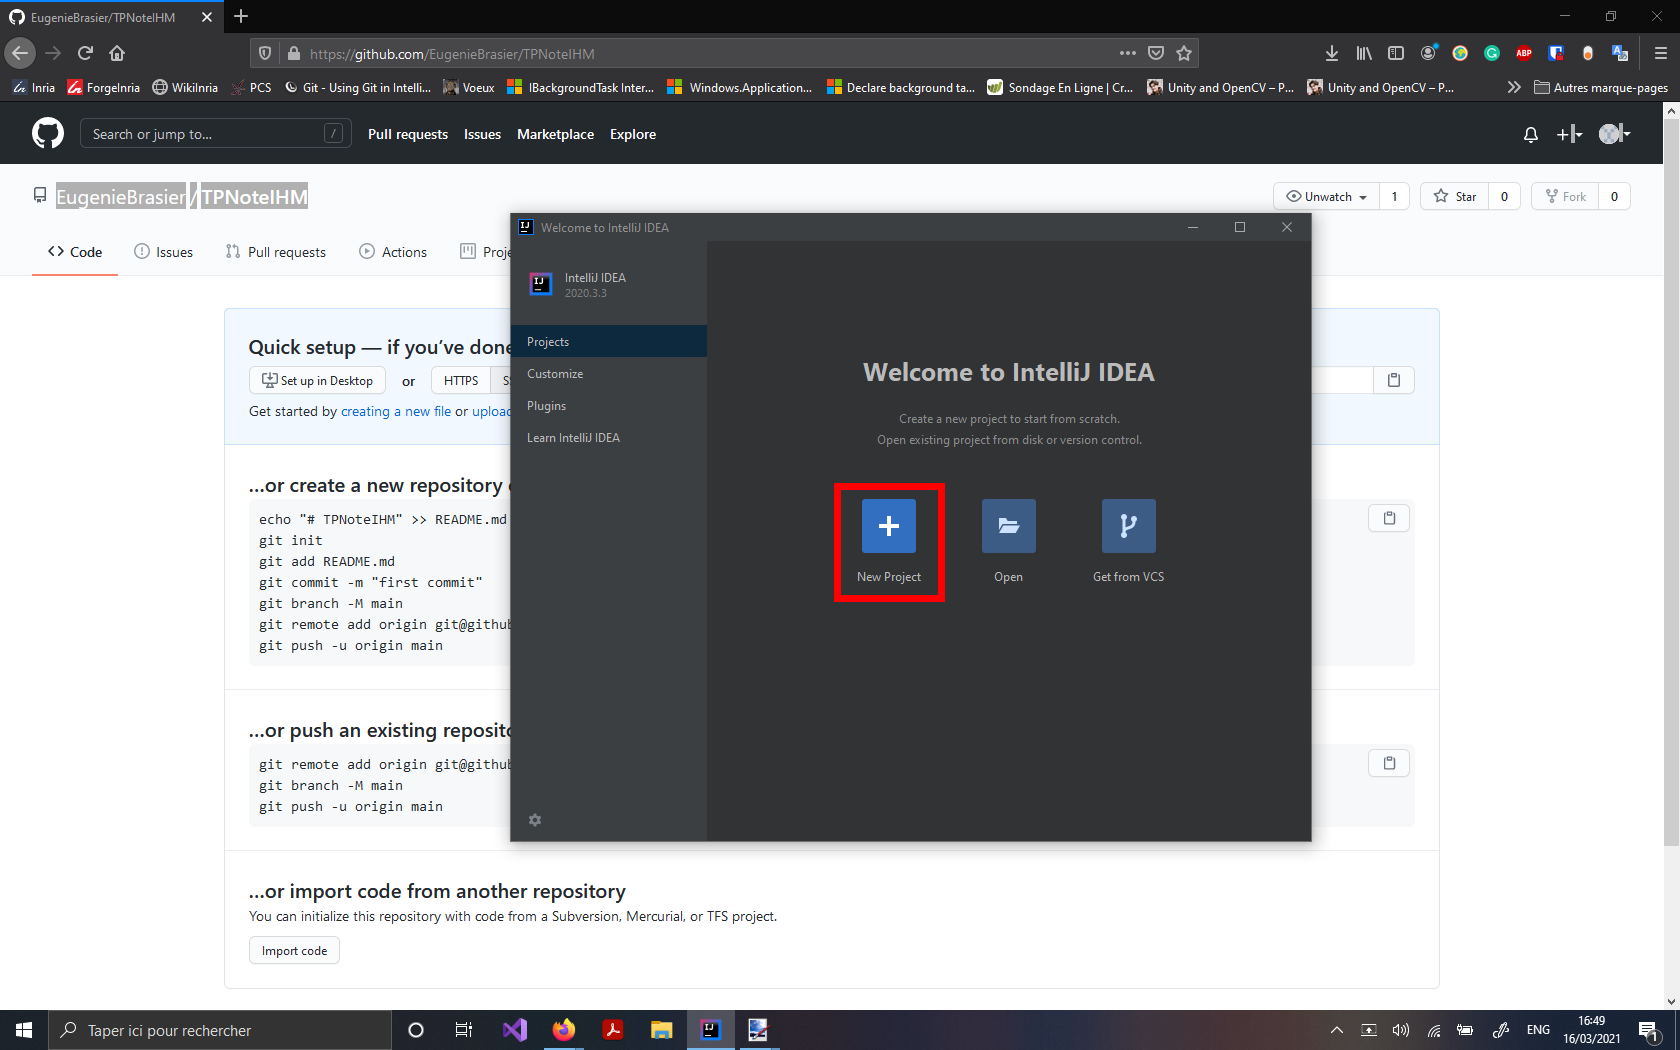 EugenieBrasier/TPNoteIHM
https://github.com/EugenieBrasier/TPNoteIHM
Inria ForgeInria WikiInria PCS Git - Using Git in Intelli... Voeux IBackgroundTask Inter... Windows.Application... Declare background ta... Sondage En Ligne | Cr... Unity and OpenCV – P... Unity and OpenCV – P... Autres marque-pages
Search or jump to... / Pull requests Issues Marketplace Explore
EugenieBrasier / TPNoteIHM
Unwatch 1 Star 0 Fork 0
Code Issues Pull requests Actions Proje
Quick setup — if you've done
Set up in Desktop or HTTPS S
Get started by creating a new file or upload
...or create a new repository
echo "# TPNoteIHM" >> README.md
git init
git add README.md
git commit -m "first commit"
git branch -M main
git remote add origin git@github
git push -u origin main
...or push an existing reposito
git remote add origin git@github
git branch -M main
git push -u origin main
...or import code from another repository
You can initialize this repository with code from a Subversion, Mercurial, or TFS project.
Import code
IJ Welcome to IntelliJ IDEA
IJ IntelliJ IDEA
2020.3.3
Projects
Customize
Plugins
Learn IntelliJ IDEA
Welcome to IntelliJ IDEA
Create a new project to start from scratch.
Open existing project from disk or version control.
New Project Open Get from VCS
Taper ici pour rechercher
ENG
16:49
16/03/2021
1